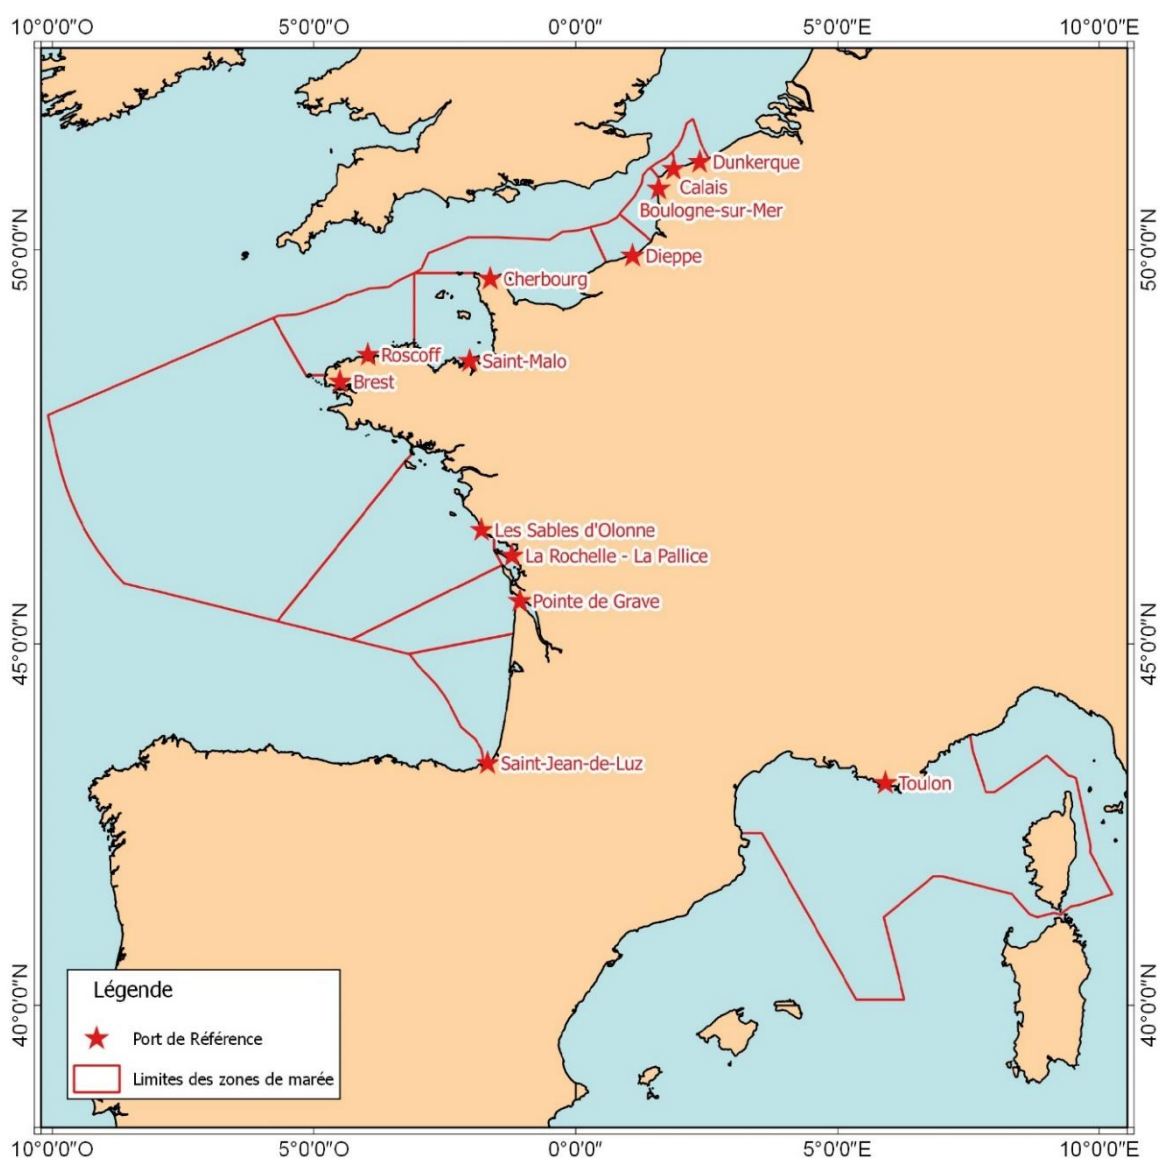 10°0'0"O 5°0'0"O 0°0'0" 5°0'0"E 10°0'0"E
50°0'0"N
50°0'0"N
Dunkerque
Calais
Boulogne-sur-Mer
Dieppe
Cherbourg
Roscoff
Saint-Malo
Brest
Les Sables d'Olonne
La Rochelle - La Pallice
Pointe de Grave
45°0'0"N
45°0'0"N
Saint-Jean-de-Luz
Toulon
40°0'0"N
40°0'0"N
Légende
Port de Référence
Limites des zones de marée
10°0'0"O 5°0'0"O 0°0'0" 5°0'0"E 10°0'0"E